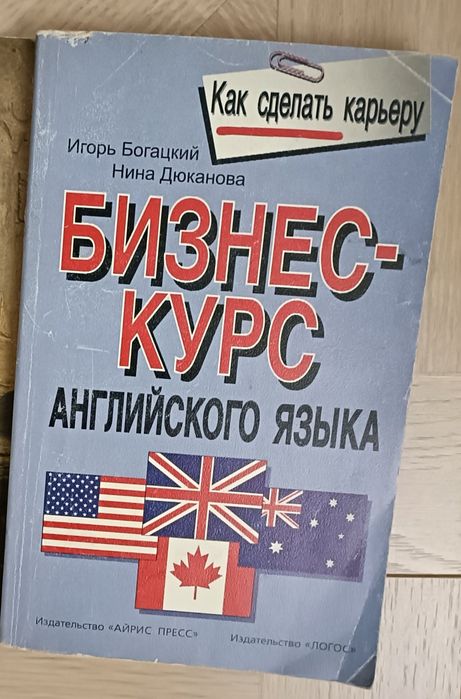 Как сделать карьеру
Игорь Богацкий
Нина Дюканова
БИЗНЕС-
КУРС
АНГЛИЙСКОГО ЯЗЫКА
Издательство «АЙРИС ПРЕСС»
Издательство «ЛОГОС»